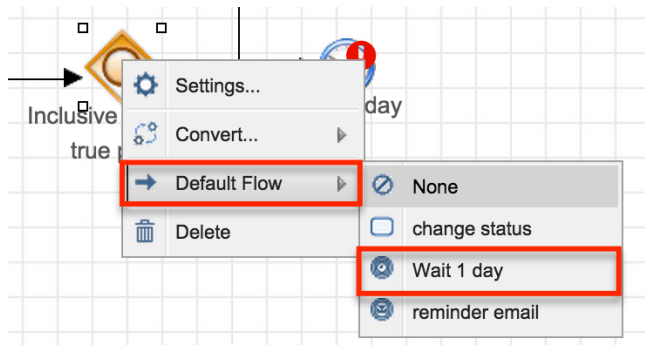 Settings...
Inclusive
day
Convert...
true
Default Flow
None
Delete
change status
Wait 1 day
reminder email